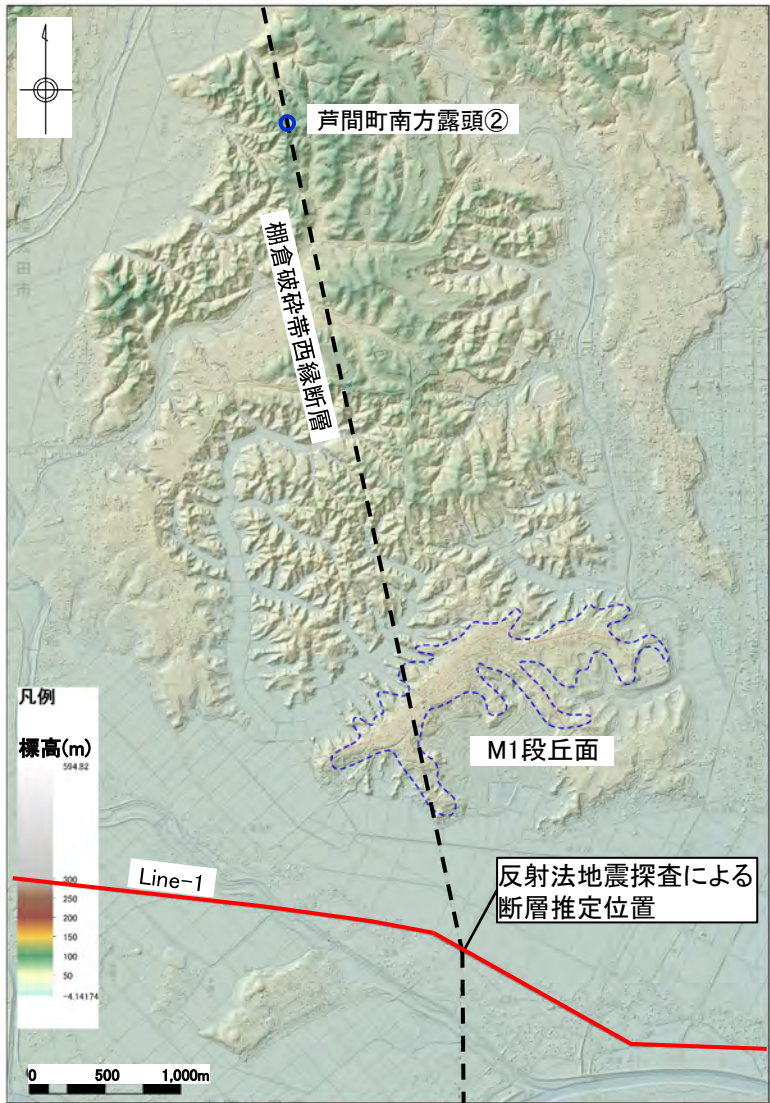 芦間町南方露頭②
棚倉破砕帯西縁断層
M1段丘面
凡例
標高(m)
594.82
300
250
200
150
100
50
-4.14174
Line-1
反射法地震探査による
断層推定位置
0 500 1,000m